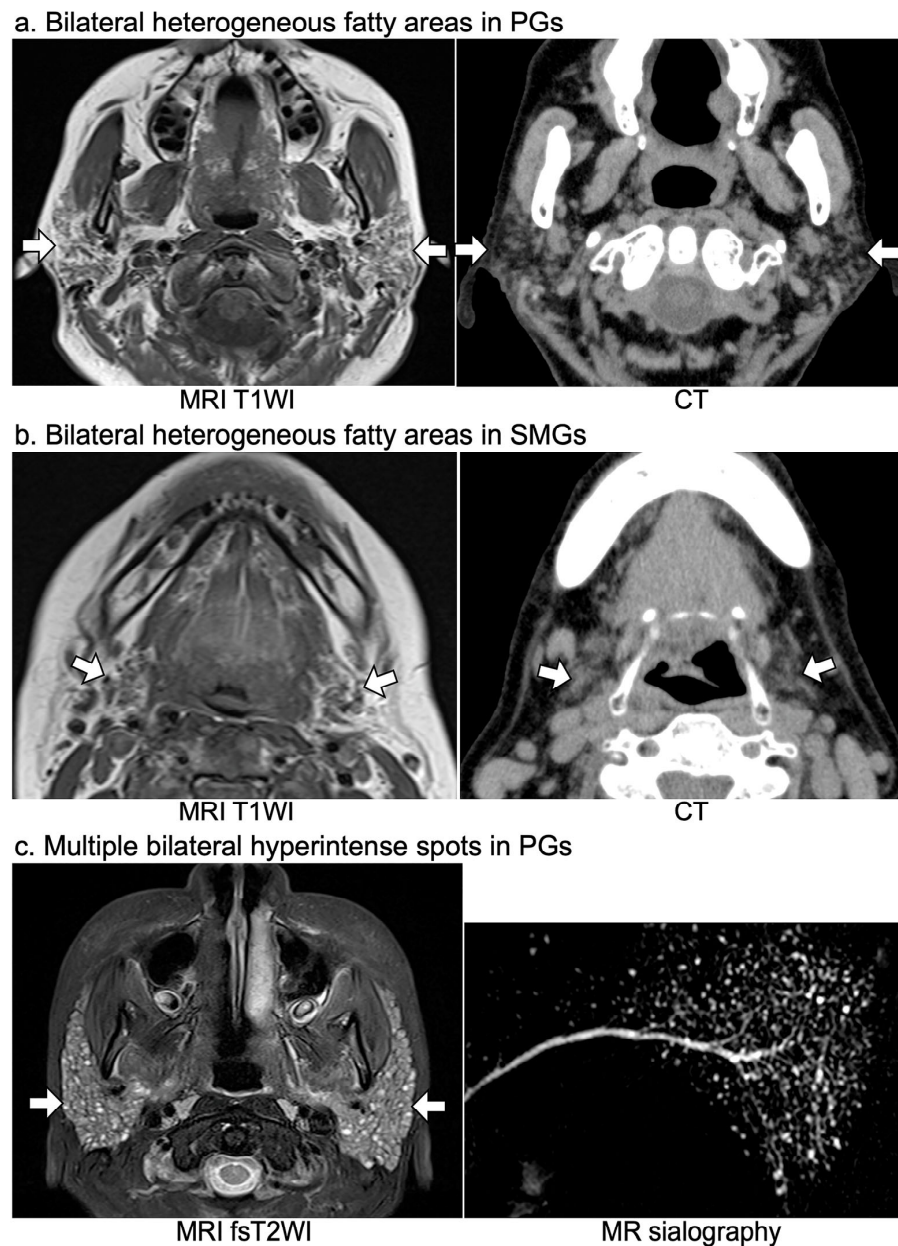 a. Bilateral heterogeneous fatty areas in PGs
MRI T1WI
CT
b. Bilateral heterogeneous fatty areas in SMGs
MRI T1WI
CT
c. Multiple bilateral hyperintense spots in PGs
MRI fsT2WI
MR sialography